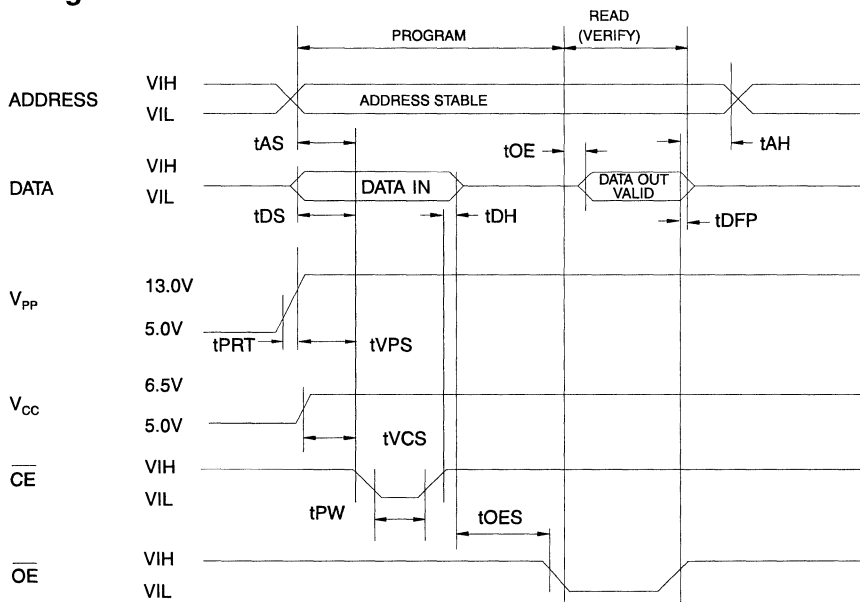 PROGRAM
READ
(VERIFY)
ADDRESS
VIH
VIL
ADDRESS STABLE
tAS
tOE
tAH
DATA
VIH
VIL
DATA IN
DATA OUT
VALID
tDS
tDH
tDFP
VPP
13.0V
5.0V
tPRT
tVPS
VCC
6.5V
5.0V
tVCS
CE
VIH
VIL
tPW
tOES
OE
VIH
VIL